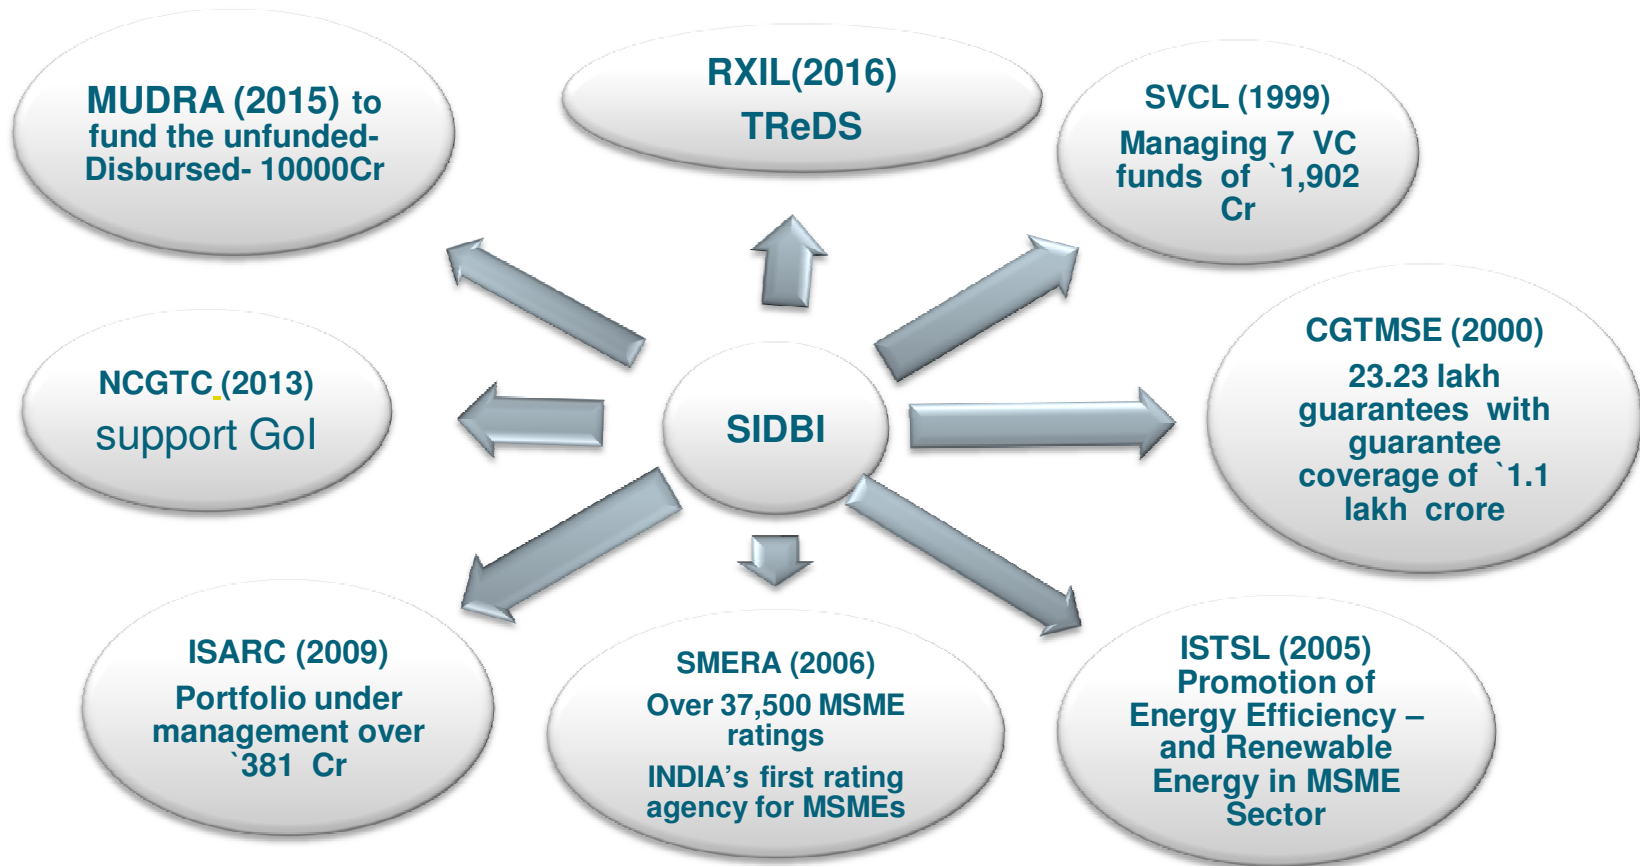 MUDRA (2015) to
fund the unfunded-
Disbursed- 10000Cr
RXIL(2016)
TReDS
SVCL (1999)
Managing 7 VC
funds of `1,902
Cr
NCGTC (2013)
support GoI
SIDBI
CGTMSE (2000)
23.23 lakh
guarantees with
guarantee
coverage of `1.1
lakh crore
ISARC (2009)
Portfolio under
management over
`381 Cr
SMERA (2006)
Over 37,500 MSME
ratings
INDIA’s first rating
agency for MSMEs
ISTSL (2005)
Promotion of
Energy Efficiency –
and Renewable
Energy in MSME
Sector